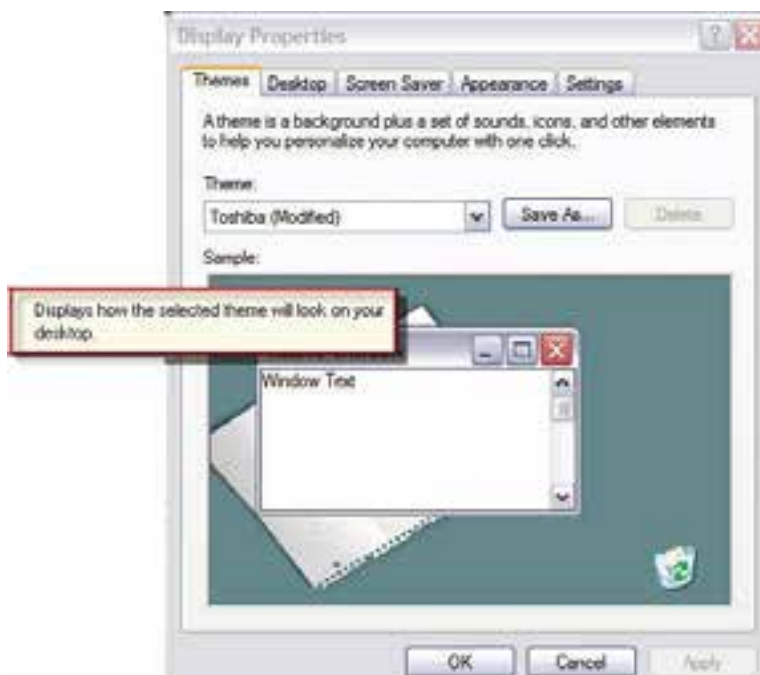 Display Properties
Themes Desktop Screen Saver Appearance Settings
A theme is a background plus a set of sounds, icons, and other elements
to help you personalize your computer with one click.
Theme:
Toshiba (Modified) Save As... Delete
Sample:
Displays how the selected theme will look on your
desktop.
Window Text
OK Cancel Apply